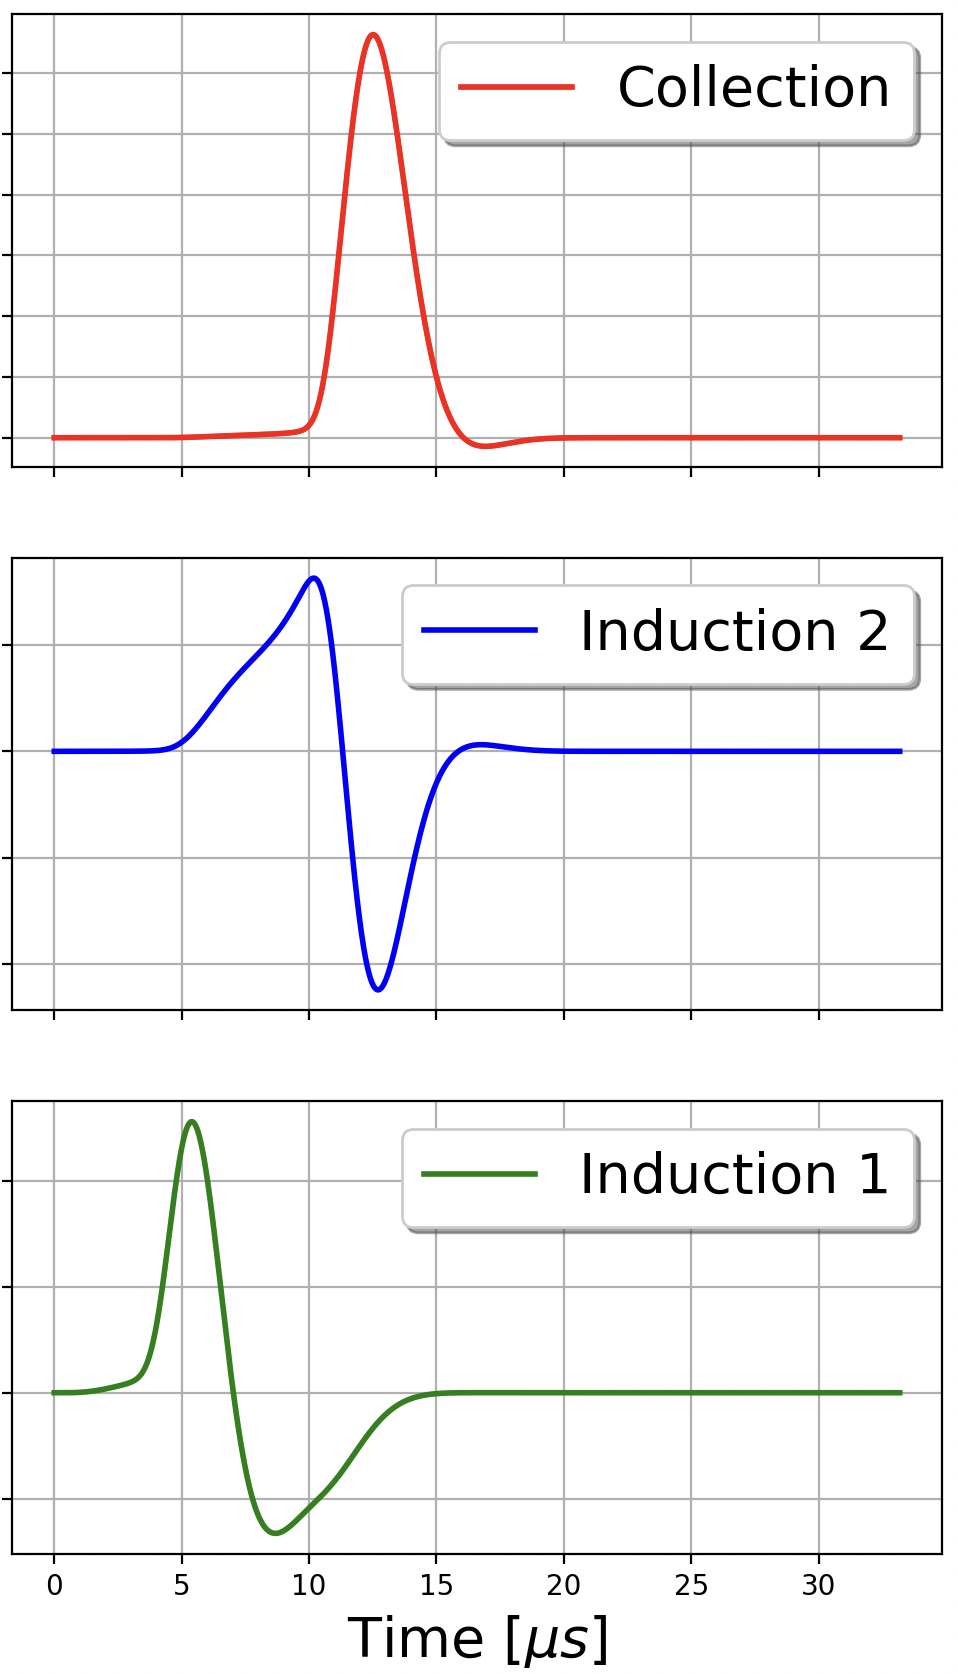 Collection
Induction 2
Induction 1
0 5 10 15 20 25 30
Time [μs]